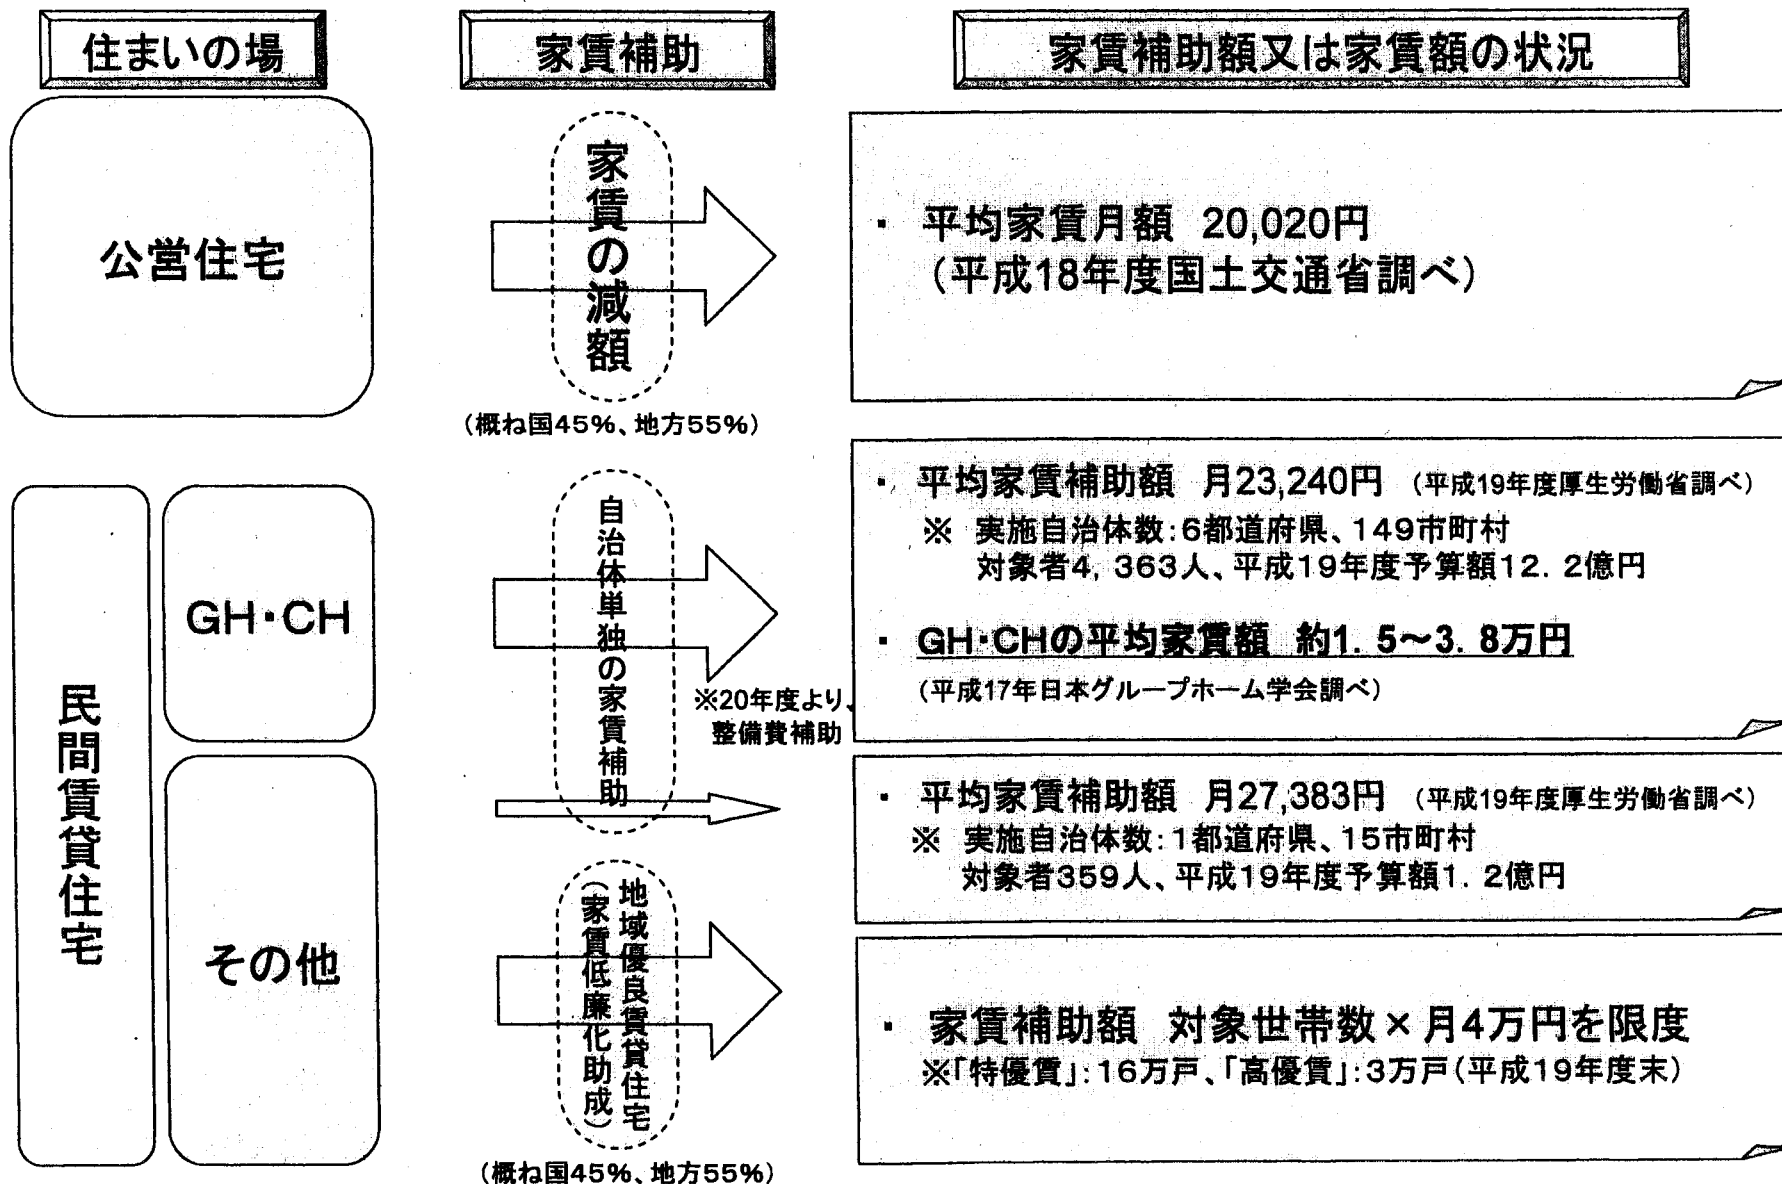 住まいの場
家賃補助
家賃補助額又は家賃額の状況
公営住宅
家賃の減額
(概ね国45%、地方55%)
・ 平均家賃月額 20,020円
(平成18年度国土交通省調べ)
民間賃貸住宅
GH・CH
自治体単独の家賃補助
※20年度より、
整備費補助
・ 平均家賃補助額 月23,240円 (平成19年度厚生労働省調べ)
※ 実施自治体数:6都道府県、149市町村
対象者4,363人、平成19年度予算額12.2億円
・ GH・CHの平均家賃額 約1.5~3.8万円
(平成17年日本グループホーム学会調べ)
その他
・ 平均家賃補助額 月27,383円 (平成19年度厚生労働省調べ)
※ 実施自治体数:1都道府県、15市町村
対象者359人、平成19年度予算額1.2億円
地域優良賃貸住宅
(家賃低廉化助成)
(概ね国45%、地方55%)
・ 家賃補助額 対象世帯数×月4万円を限度
※「特優賃」:16万戸、「高優賃」:3万戸(平成19年度末)